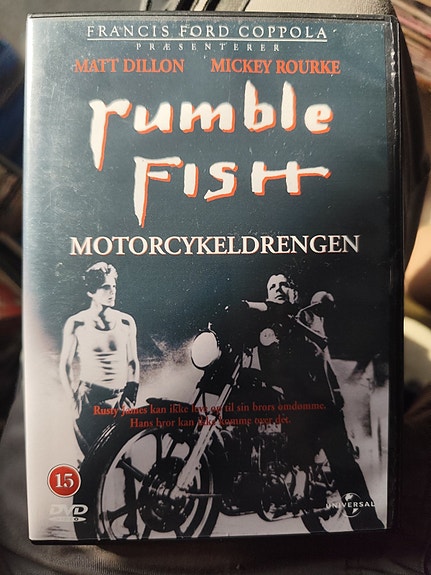 FRANCIS FORD COPPOLA
PRÆSENTERER
MATT DILLON MICKEY ROURKE
rumble
FISH
MOTORCYKELDRENGEN
Rusty James kan ikke leve op til sin brors omdømme.
Hans bror kan ikke komme over det.
15
DVD
VIDEO
UNIVERSAL